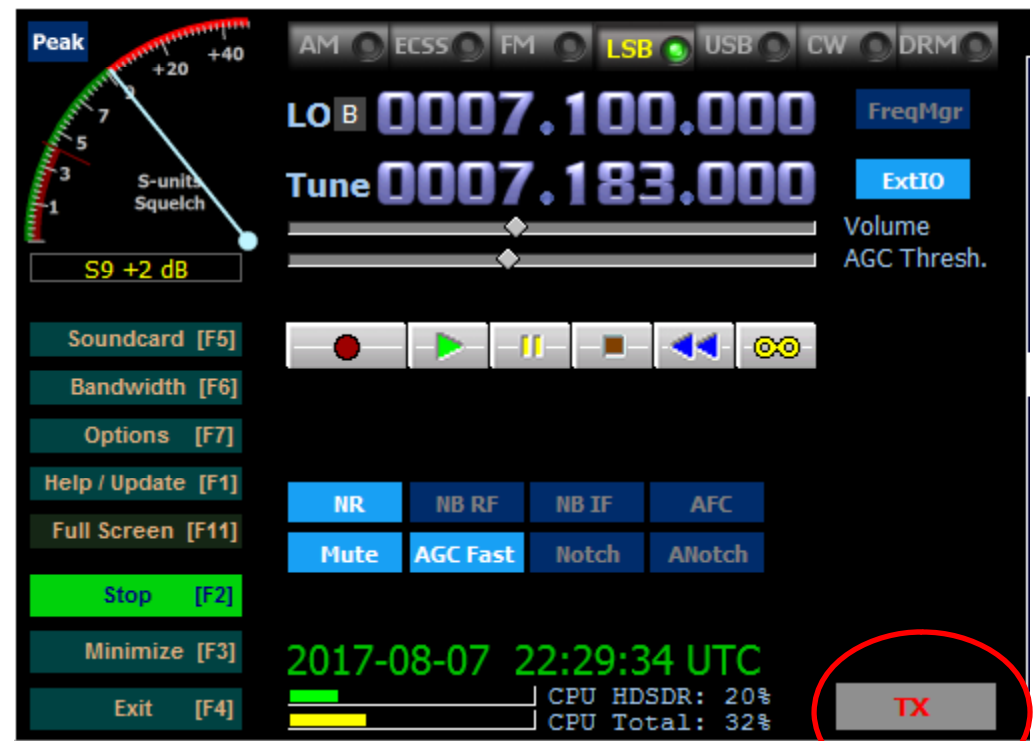 Peak
+40
+20
9
7
5
3
1
S-units
Squelch
S9 +2 dB
AM ECSS FM LSB USB CW DRM
LO B 0007.100.000 FreqMgr
Tune 0007.183.000 ExtIO
Volume
AGC Thresh.
Soundcard [F5]
Bandwidth [F6]
Options [F7]
Help / Update [F1]
Full Screen [F11]
Stop [F2]
Minimize [F3]
Exit [F4]
NR NB RF NB IF AFC
Mute AGC Fast Notch ANotch
2017-08-07 22:29:34 UTC
CPU HDSDR: 20%
CPU Total: 32%
TX